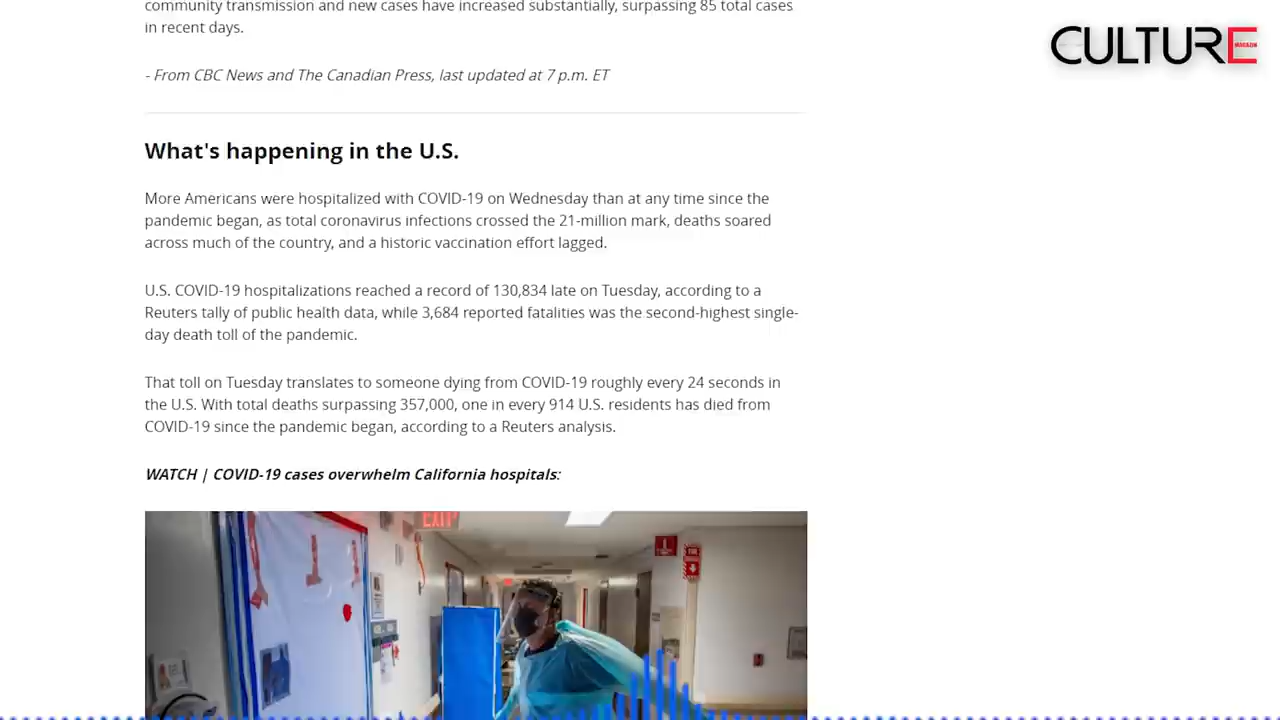 community transmission and new cases have increased substantially, surpassing 85 total cases
in recent days.
CULTURE
MAGAZIN
- From CBC News and The Canadian Press, last updated at 7 p.m. ET
What's happening in the U.S.
More Americans were hospitalized with COVID-19 on Wednesday than at any time since the
pandemic began, as total coronavirus infections crossed the 21-million mark, deaths soared
across much of the country, and a historic vaccination effort lagged.
U.S. COVID-19 hospitalizations reached a record of 130,834 late on Tuesday, according to a
Reuters tally of public health data, while 3,684 reported fatalities was the second-highest single-
day death toll of the pandemic.
That toll on Tuesday translates to someone dying from COVID-19 roughly every 24 seconds in
the U.S. With total deaths surpassing 357,000, one in every 914 U.S. residents has died from
COVID-19 since the pandemic began, according to a Reuters analysis.
WATCH | COVID-19 cases overwhelm California hospitals:
EXIT
FIRE